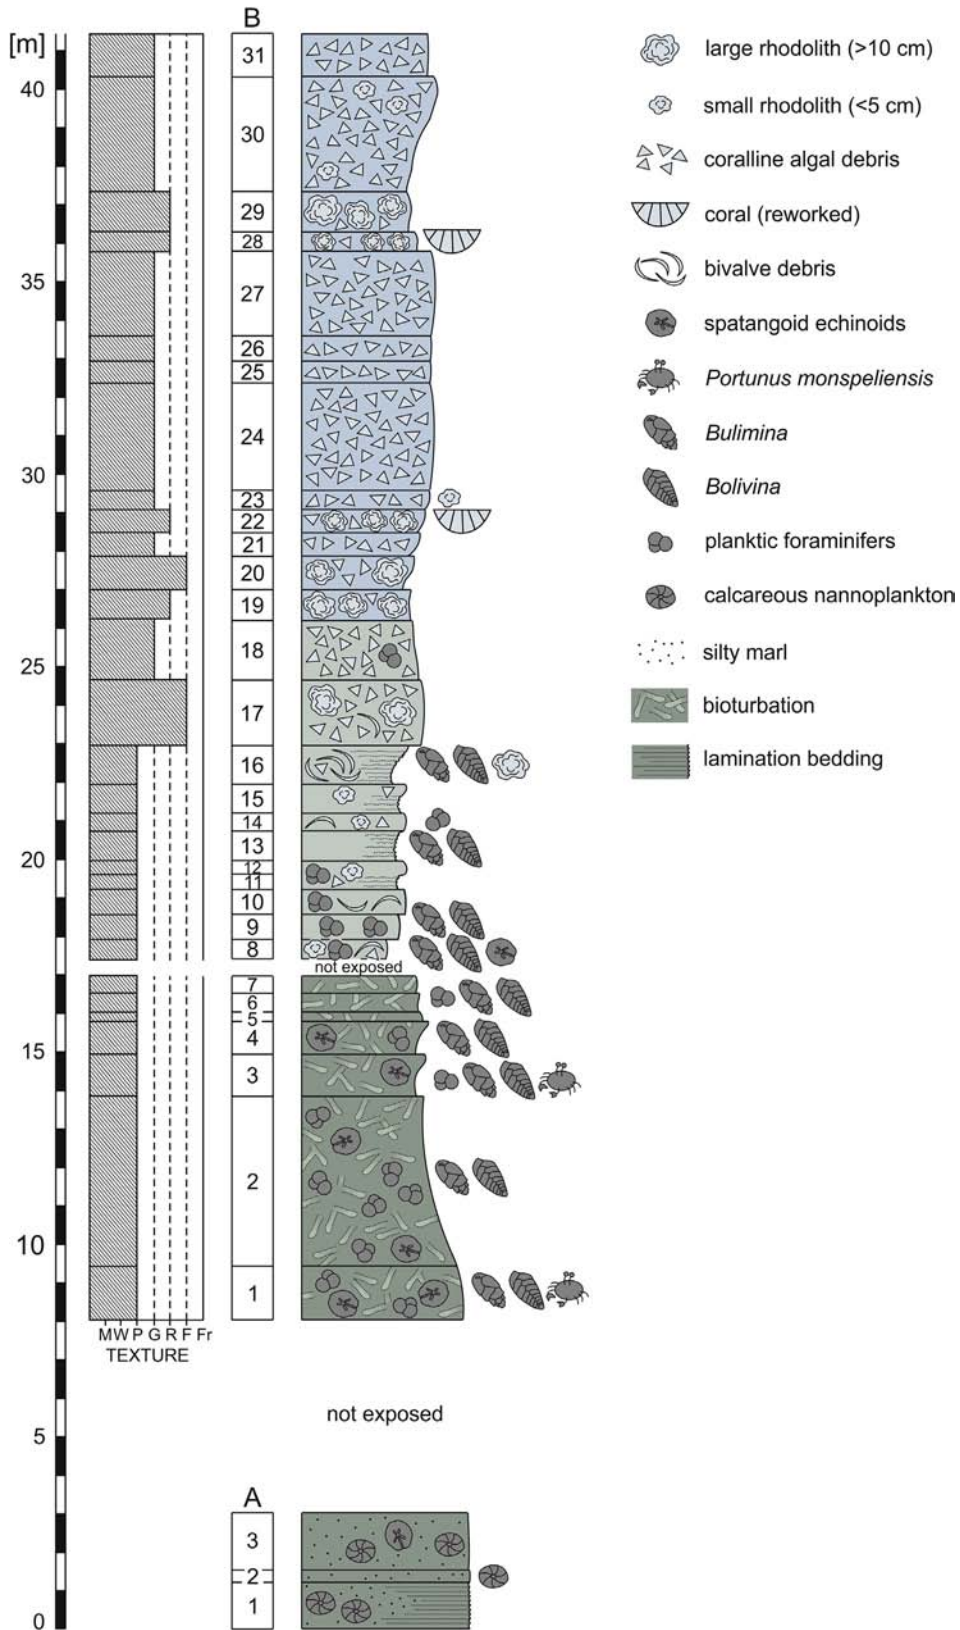 B
[m]
40
35
30
25
20
15
10
5
0
31
30
29
28
27
26
25
24
23
22
21
20
19
18
17
16
15
14
13
12
11
10
9
8
not exposed
7
6
5
4
3
2
1
M W P G R F Fr
TEXTURE
not exposed
A
3
2
1
large rhodolith (>10 cm)
small rhodolith (<5 cm)
coralline algal debris
coral (reworked)
bivalve debris
spatangoid echinoids
Portunus monspeliensis
Bulimina
Bolivina
planktic foraminifers
calcareous nannoplankton
silty marl
bioturbation
lamination bedding